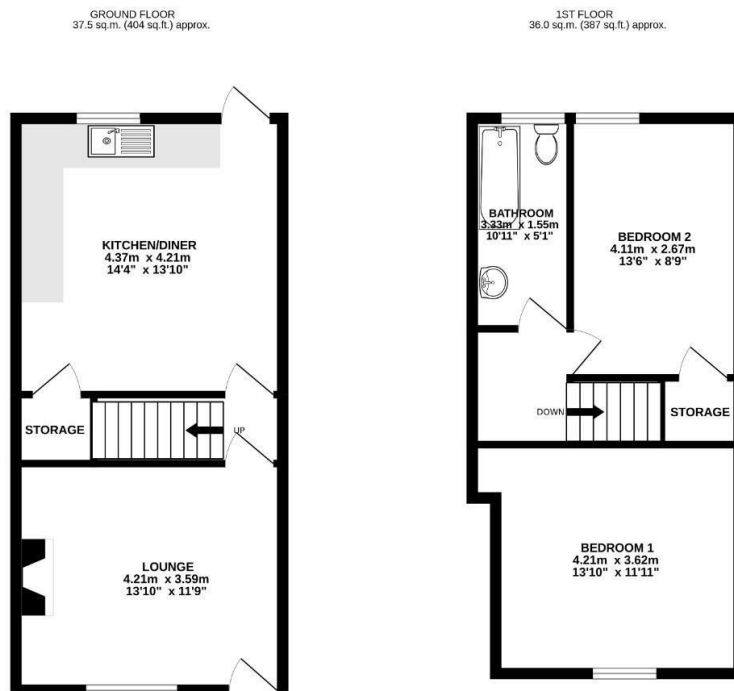 GROUND FLOOR
37.5 sq.m. (404 sq.ft.) approx.
KITCHEN/DINER
4.37m x 4.21m
14'4" x 13'10"
STORAGE
UP
LOUNGE
4.21m x 3.59m
13'10" x 11'9"
1ST FLOOR
36.0 sq.m. (387 sq.ft.) approx.
BATHROOM
3.33m x 1.55m
10'11" x 5'1"
BEDROOM 2
4.11m x 2.67m
13'6" x 8'9"
DOWN
STORAGE
BEDROOM 1
4.21m x 3.62m
13'10" x 11'11"